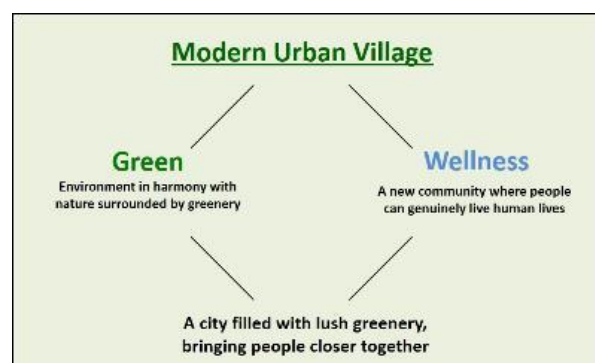 Modern Urban Village
Green
Environment in harmony with
nature surrounded by greenery
Wellness
A new community where people
can genuinely live human lives
A city filled with lush greenery,
bringing people closer together